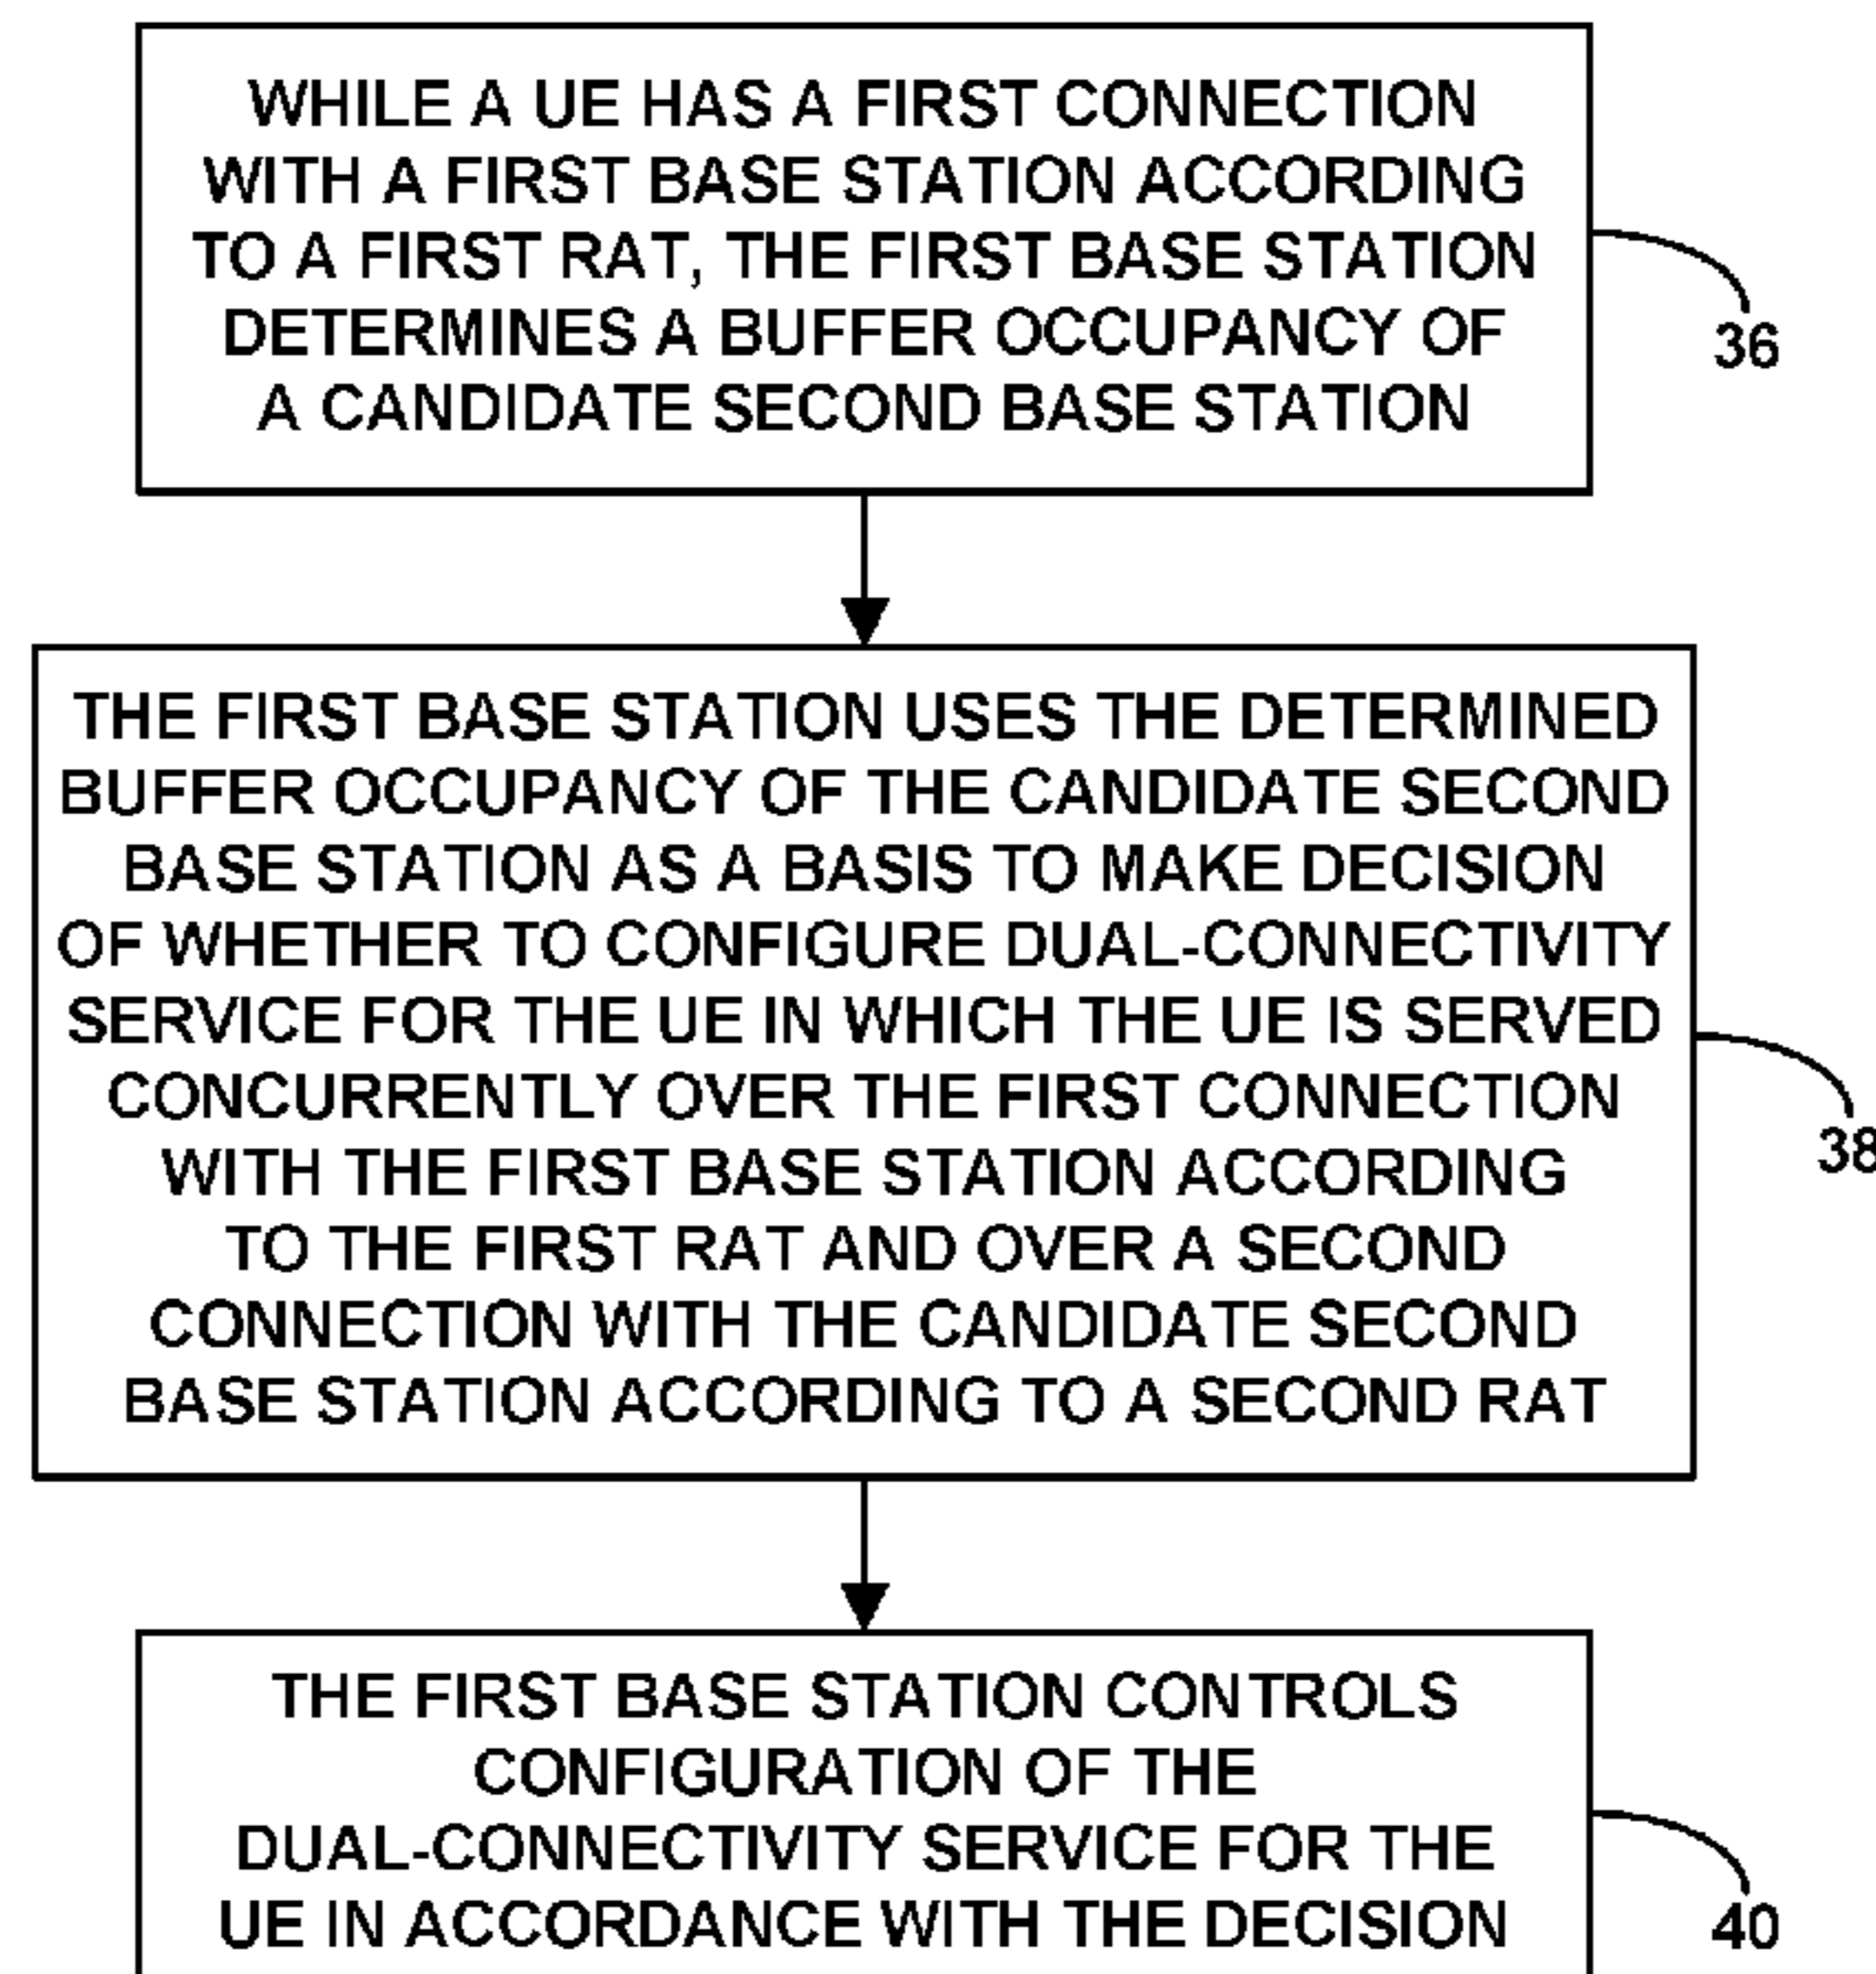 WHILE A UE HAS A FIRST CONNECTION
WITH A FIRST BASE STATION ACCORDING
TO A FIRST RAT, THE FIRST BASE STATION
DETERMINES A BUFFER OCCUPANCY OF
A CANDIDATE SECOND BASE STATION
36
THE FIRST BASE STATION USES THE DETERMINED
BUFFER OCCUPANCY OF THE CANDIDATE SECOND
BASE STATION AS A BASIS TO MAKE DECISION
OF WHETHER TO CONFIGURE DUAL-CONNECTIVITY
SERVICE FOR THE UE IN WHICH THE UE IS SERVED
CONCURRENTLY OVER THE FIRST CONNECTION
WITH THE FIRST BASE STATION ACCORDING
TO THE FIRST RAT AND OVER A SECOND
CONNECTION WITH THE CANDIDATE SECOND
BASE STATION ACCORDING TO A SECOND RAT
38
THE FIRST BASE STATION CONTROLS
CONFIGURATION OF THE
DUAL-CONNECTIVITY SERVICE FOR THE
UE IN ACCORDANCE WITH THE DECISION
40